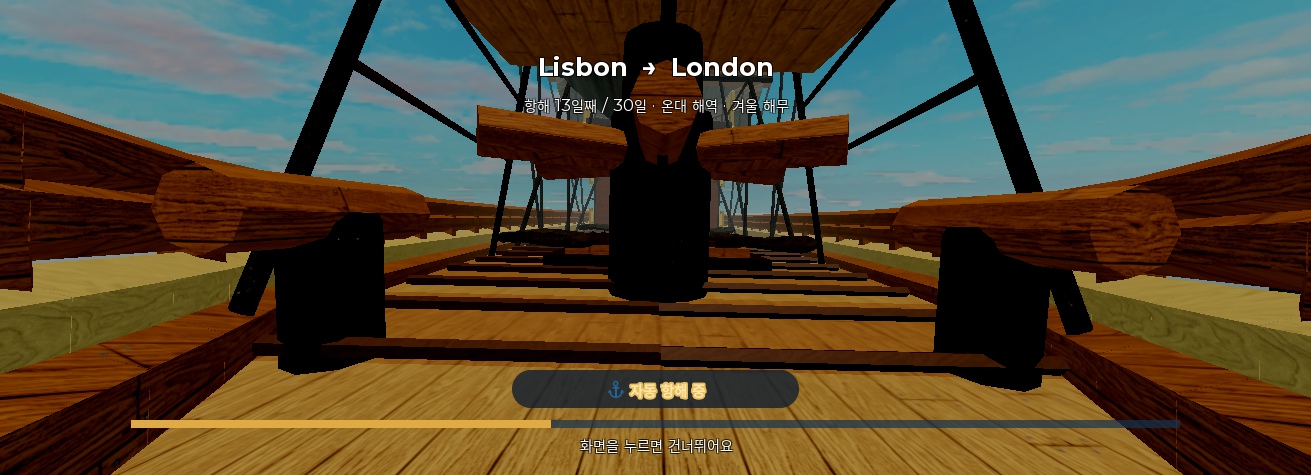 Lisbon → London
항해 13일째 / 30일 · 온대 해역 · 겨울 해무
⚓ 자동 항해 중
화면을 누르면 건너뛰어요